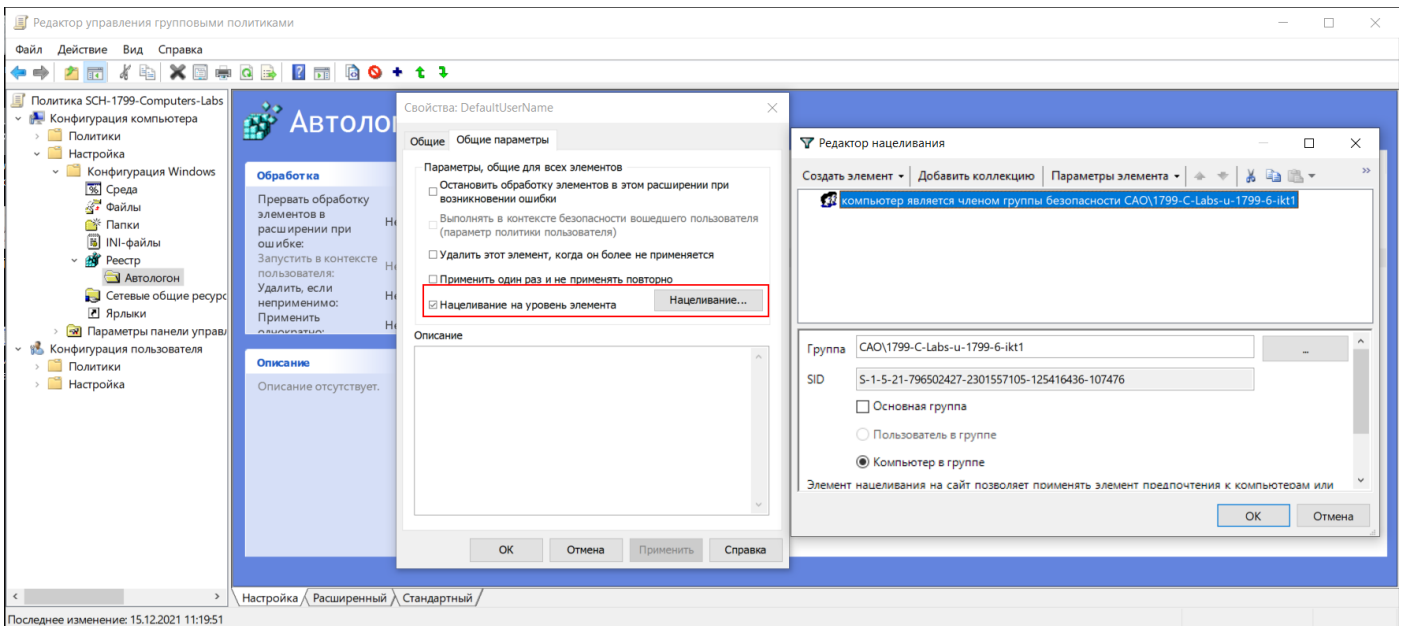 Редактор управления групповыми политиками
Файл Действие Вид Справка
Политика SCH-1799-Computers-Labs
Конфигурация компьютера
Политики
Настройка
Конфигурация Windows
Среда
Файлы
Папки
INI-файлы
Реестр
Автологон
Сетевые общие ресурс
Ярлыки
Параметры панели управл
Конфигурация пользователя
Политики
Настройка
Автолог
Обработка
Прервать обработку
элементов в
расширении при
ошибке:
Не
Запустить в контексте
пользователя:
Не
Удалить, если
неприменимо:
Не
Применить
однократно:
Не
Описание
Описание отсутствует.
Настройка Расширенный Стандартный
Свойства: DefaultUserName
Общие Общие параметры
Параметры, общие для всех элементов
Остановить обработку элементов в этом расширении при
возникновении ошибки
Выполнять в контексте безопасности вошедшего пользователя
(параметр политики пользователя)
Удалить этот элемент, когда он более не применяется
Применить один раз и не применять повторно
Нацеливание на уровень элемента Нацеливание...
Описание
ОК Отмена Применить Справка
Редактор нацеливания
Создать элемент Добавить коллекцию Параметры элемента
компьютер является членом группы безопасности CAO\1799-C-Labs-u-1799-6-ikt1
Группа CAO\1799-C-Labs-u-1799-6-ikt1 ...
SID S-1-5-21-796502427-2301557105-125416436-107476
Основная группа
Пользователь в группе
Компьютер в группе
Элемент нацеливания на сайт позволяет применять элемент предпочтения к компьютерам или
ОК Отмена
Последнее изменение: 15.12.2021 11:19:51